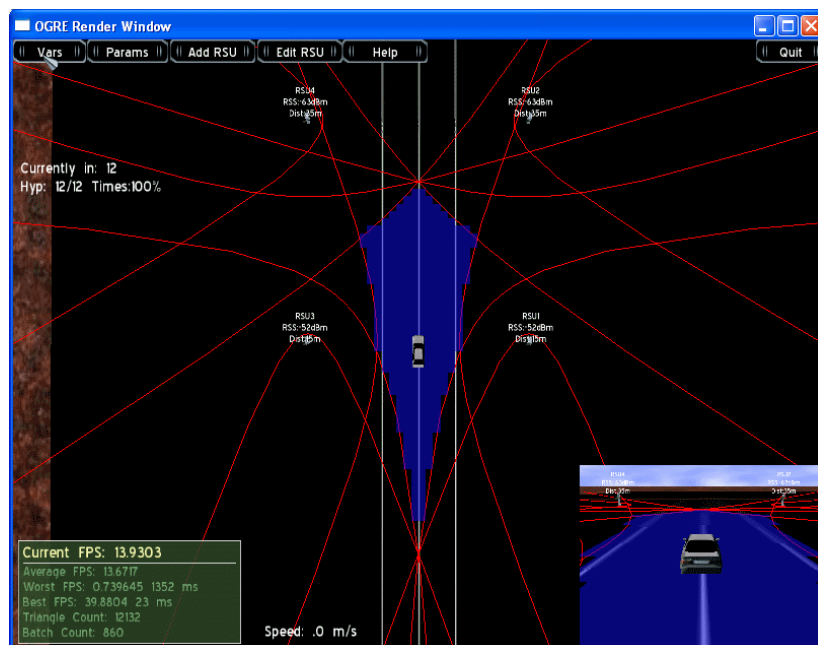 OGRE Render Window
Vars Params Add RSU Edit RSU Help Quit
RSU4
RSS:-63dBm
Dist:35m
RSU2
RSS:-63dBm
Dist:35m
Currently in: 12
Hyp: 12/12 Times:100%
RSU3
RSS:-52dBm
Dist:15m
RSU1
RSS:-52dBm
Dist:15m
RSU4
Dist:35m
Current FPS: 13.9303
Average FPS: 13.6717
Worst FPS: 0.739645 1352 ms
Best FPS: 39.8804 23 ms
Triangle Count: 12132
Batch Count: 860
Speed: .0 m/s